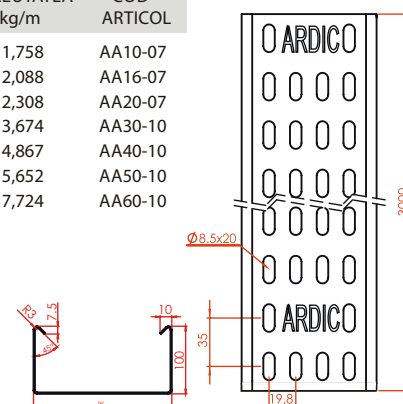 kg/m ARTICOL
COD
1,758 AA10-07
2,088 AA16-07
2,308 AA20-07
3,674 AA30-10
4,867 AA40-10
5,652 AA50-10
7,724 AA60-10
ARDIC
Ø8.5x20
3000
ARDIC
35
19.8
R3
7.5
45°
10
100